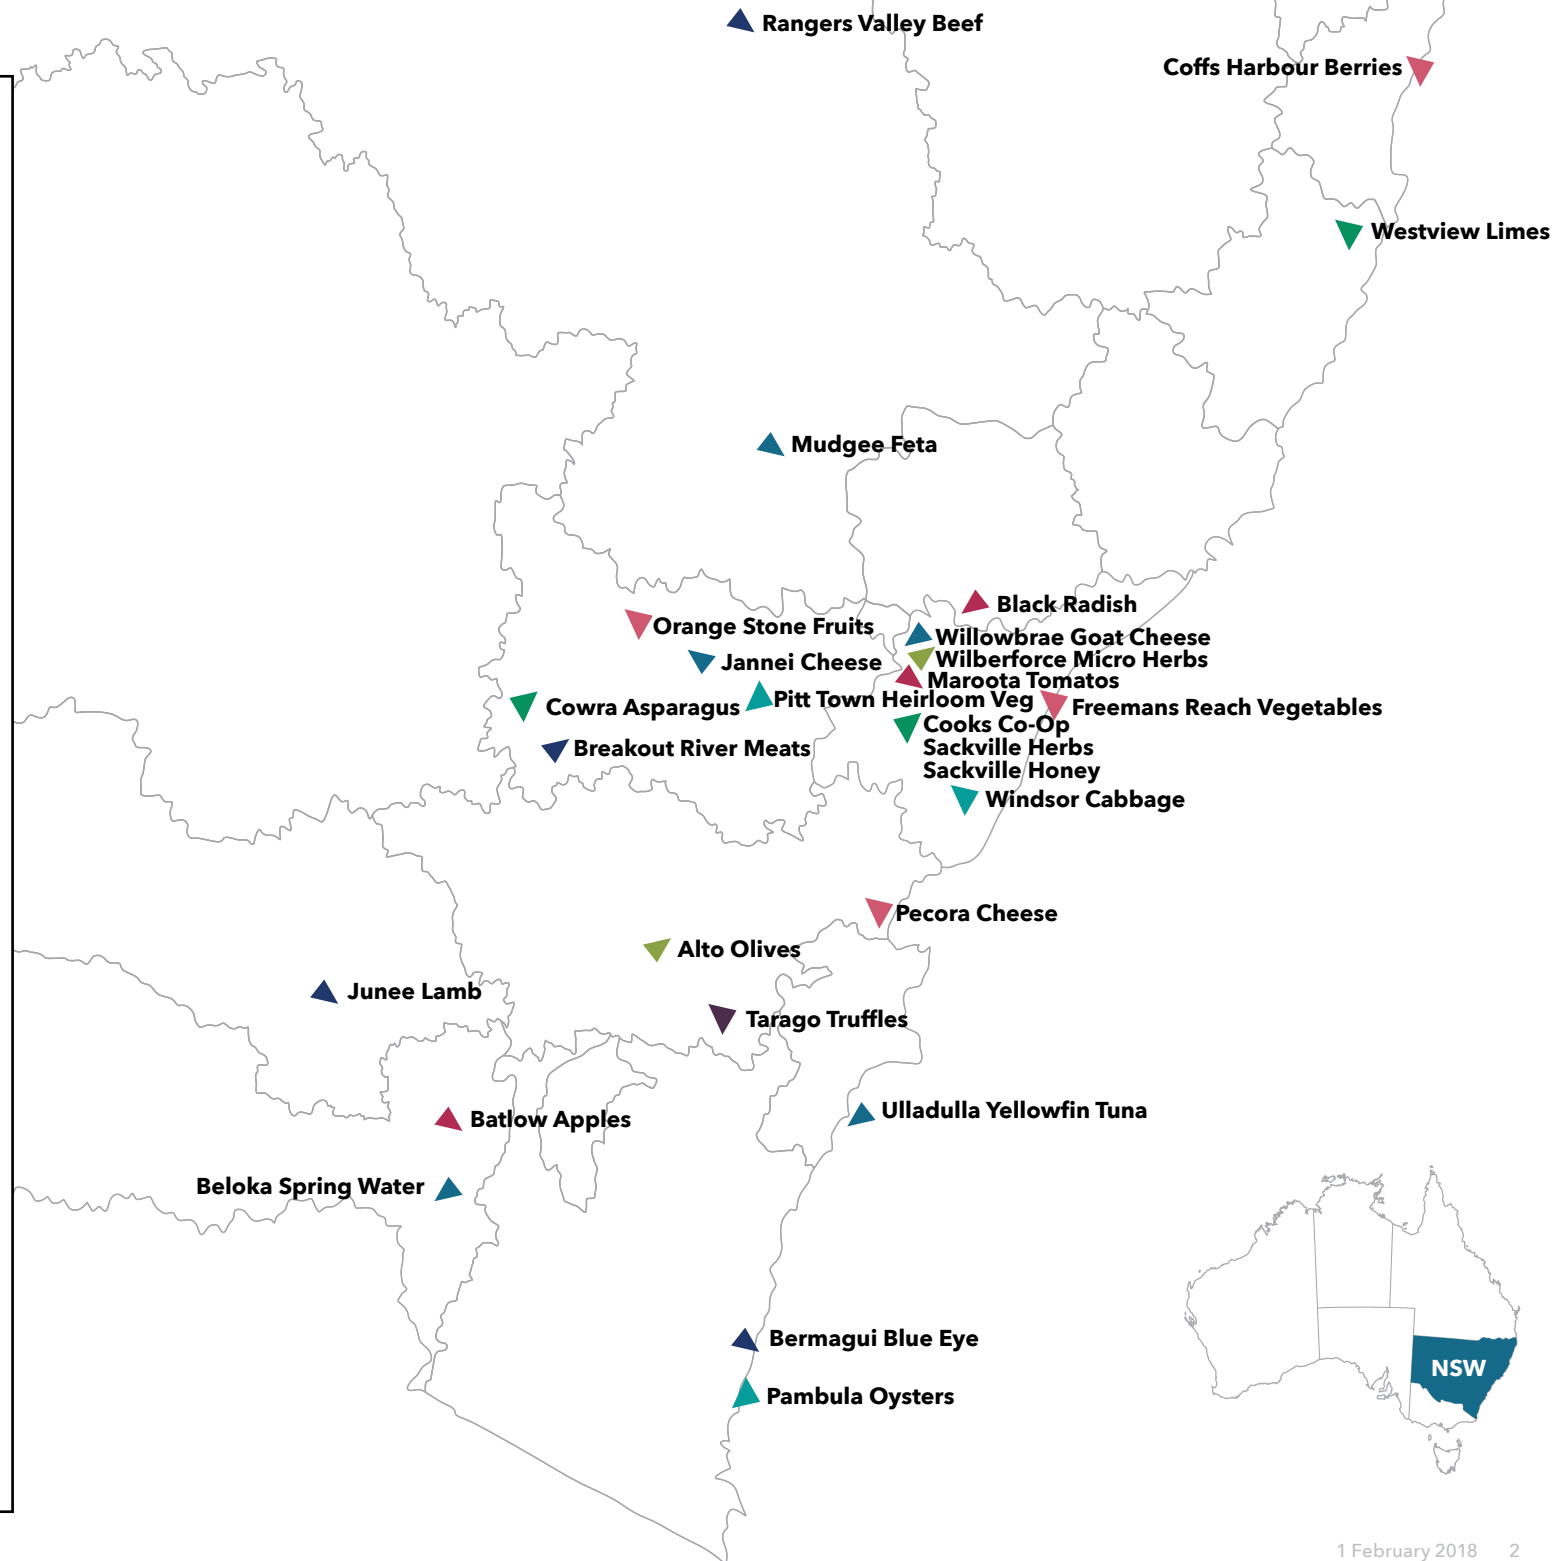 Rangers Valley Beef
Coffs Harbour Berries
Westview Limes
Mudgee Feta
Black Radish
Orange Stone Fruits
Willowbrae Goat Cheese
Jannei Cheese
Wilberforce Micro Herbs
Maroota Tomatos
Pitt Town Heirloom Veg
Cowra Asparagus
Freemans Reach Vegetables
Cooks Co-Op
Breakout River Meats
Sackville Herbs
Sackville Honey
Windsor Cabbage
Pecora Cheese
Alto Olives
Junee Lamb
Tarago Truffles
Ulladulla Yellowfin Tuna
Batlow Apples
Beloka Spring Water
Bermagui Blue Eye
NSW
Pambula Oysters
1 February 2018 2